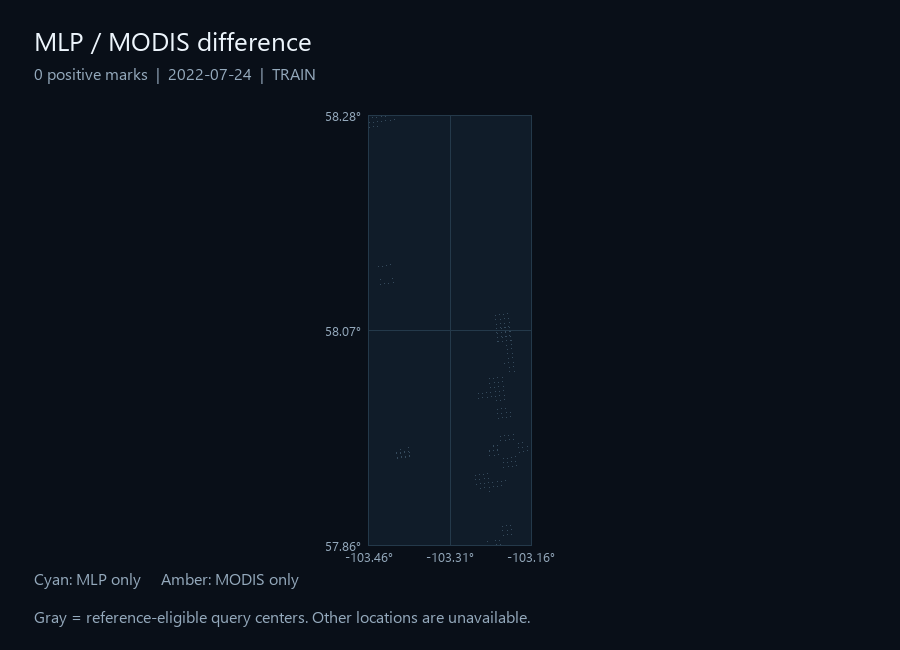 MLP / MODIS difference
0 positive marks | 2022-07-24 | TRAIN
58.28°
58.07°
57.86°
-103.46° -103.31° -103.16°
Cyan: MLP only Amber: MODIS only
Gray = reference-eligible query centers. Other locations are unavailable.